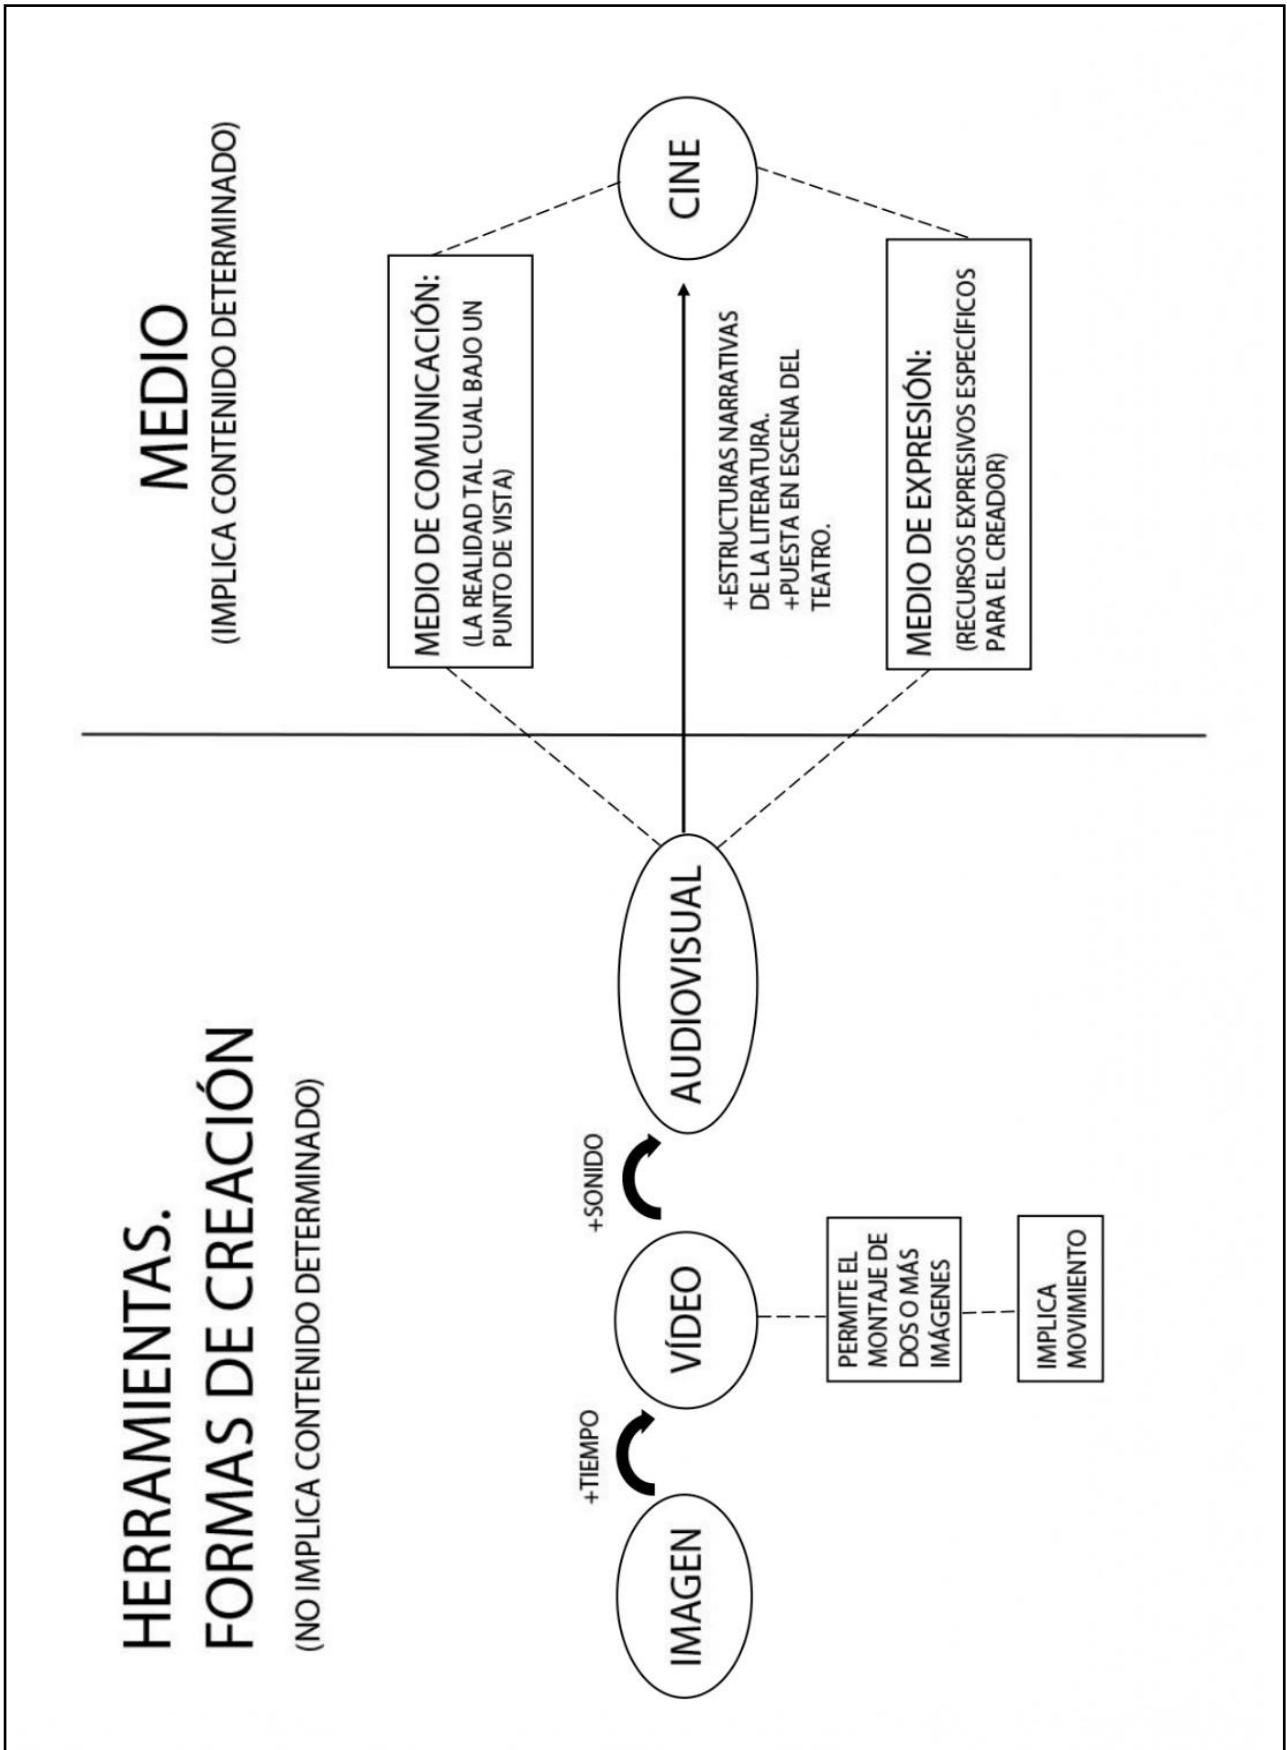 HERRAMIENTAS.
FORMAS DE CREACIÓN
(NO IMPLICA CONTENIDO DETERMINADO)
IMAGEN
+TIEMPO
VÍDEO
PERMITE EL
MONTAJE DE
DOS O MÁS
IMÁGENES
IMPLICA
MOVIMIENTO
+SONIDO
AUDIOVISUAL
MEDIO
(IMPLICA CONTENIDO DETERMINADO)
MEDIO DE COMUNICACIÓN:
(LA REALIDAD TAL CUAL BAJO UN
PUNTO DE VISTA)
+ESTRUCTURAS NARRATIVAS
DE LA LITERATURA.
+PUESTA EN ESCENA DEL
TEATRO.
MEDIO DE EXPRESIÓN:
(RECURSOS EXPRESIVOS ESPECÍFICOS
PARA EL CREADOR)
CINE